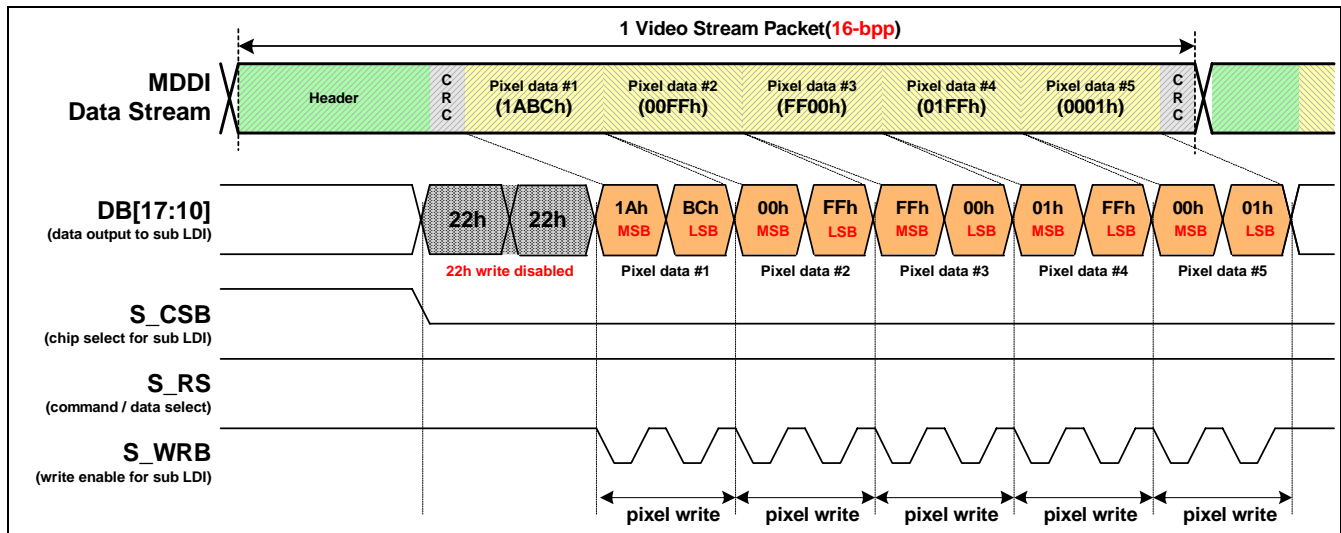 1 Video Stream Packet(16-bpp)
MDDI
Data Stream
Header
C
R
C
Pixel data #1
(1ABCh)
Pixel data #2
(00FFh)
Pixel data #3
(FF00h)
Pixel data #4
(01FFh)
Pixel data #5
(0001h)
C
R
C
DB[17:10]
(data output to sub LDI)
22h
22h
1Ah
MSB
BCh
LSB
00h
MSB
FFh
LSB
FFh
MSB
00h
LSB
01h
MSB
FFh
LSB
00h
MSB
01h
LSB
22h write disabled
Pixel data #1
Pixel data #2
Pixel data #3
Pixel data #4
Pixel data #5
S_CSB
(chip select for sub LDI)
S_RS
(command / data select)
S_WRB
(write enable for sub LDI)
pixel write
pixel write
pixel write
pixel write
pixel write